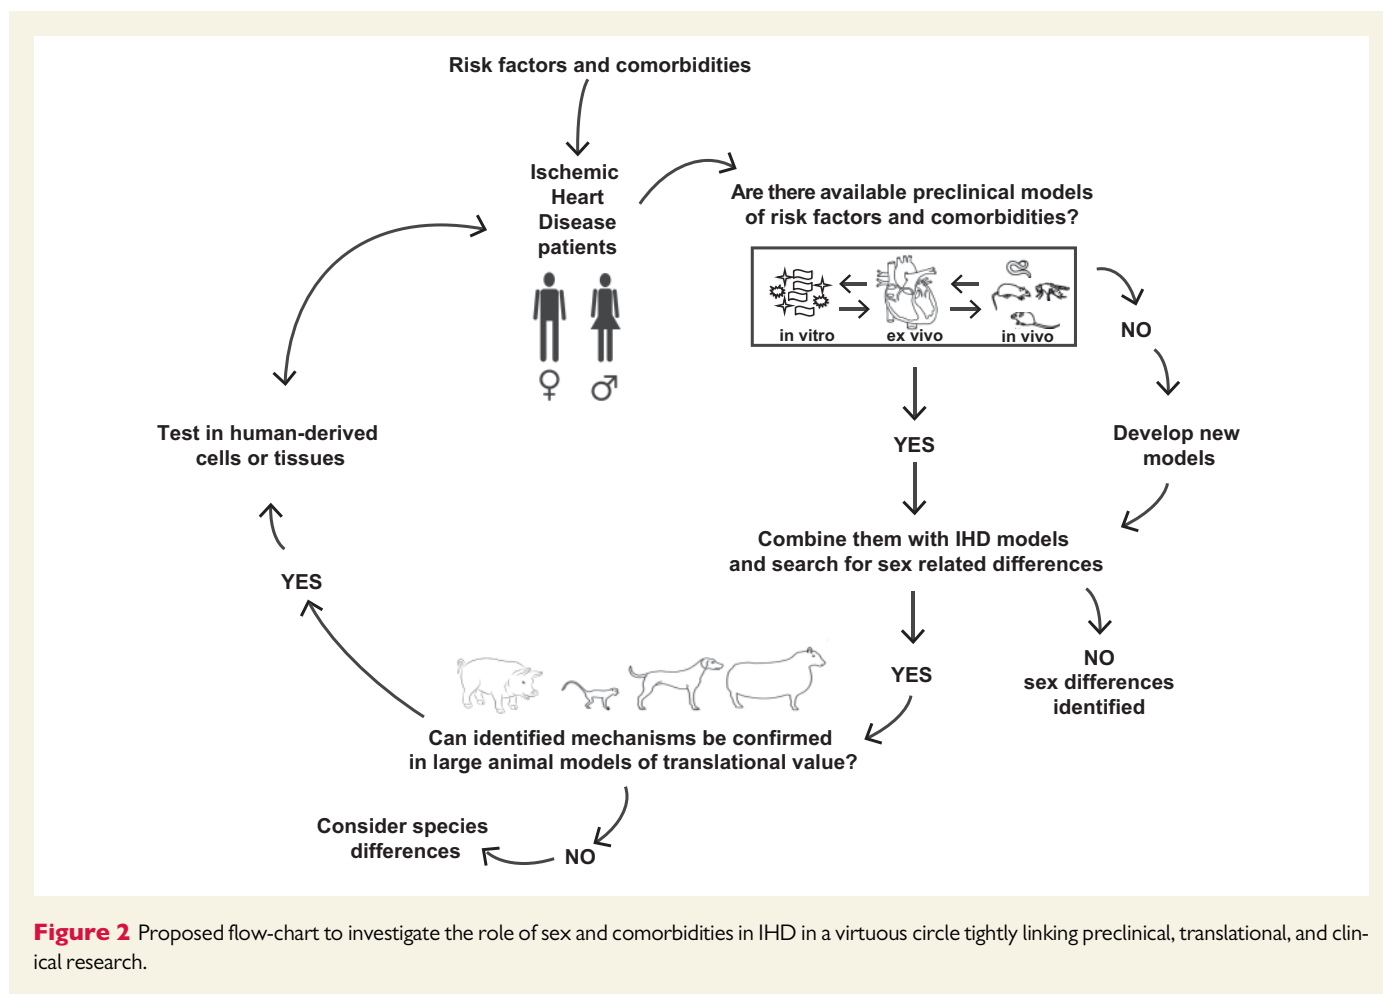 Risk factors and comorbidities
Ischemic
Heart
Disease
patients
♀ ♂
Are there available preclinical models
of risk factors and comorbidities?
in vitro
ex vivo
in vivo
NO
Develop new
models
YES
Combine them with IHD models
and search for sex related differences
NO
sex differences
identified
YES
Can identified mechanisms be confirmed
in large animal models of translational value?
NO
Consider species
differences
YES
Test in human-derived
cells or tissues
Figure 2 Proposed flow-chart to investigate the role of sex and comorbidities in IHD in a virtuous circle tightly linking preclinical, translational, and clin-
ical research.